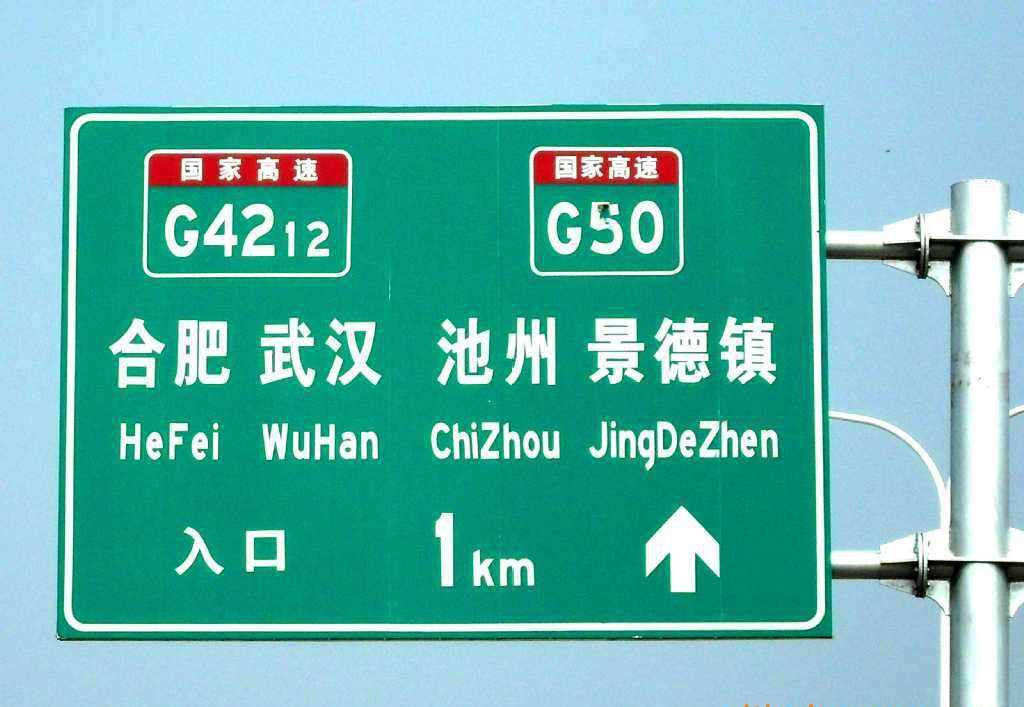 国家高速 国家高速
G4212 G50
合肥 武汉 池州 景德镇
HeFei WuHan ChiZhou JingDeZhen
入口 1km